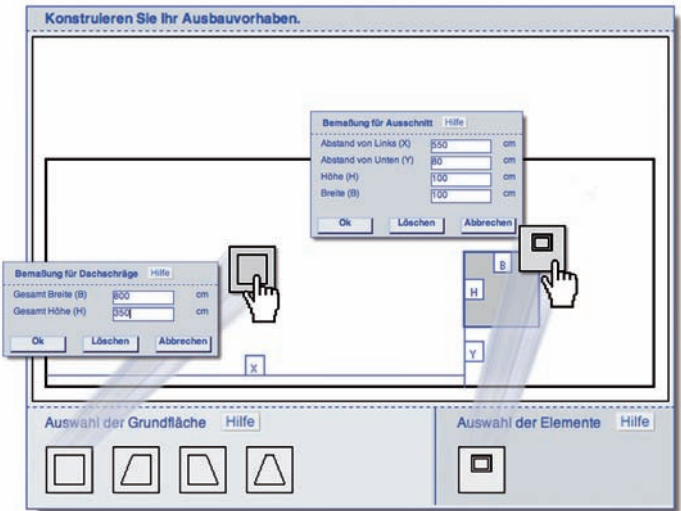 Konstruieren Sie Ihr Ausbauvorhaben.
Bemaßung für Ausschnitt Hilfe
Abstand von Links (X) 550 cm
Abstand von Unten (Y) 80 cm
Höhe (H) 100 cm
Breite (B) 100 cm
Ok Löschen Abbrechen
B
H
Bemaßung für Dachschräge Hilfe
Gesamt Breite (B) 800 cm
Gesamt Höhe (H) 350 cm
Ok Löschen Abbrechen
Y
X
Auswahl der Grundfläche Hilfe
Auswahl der Elemente Hilfe